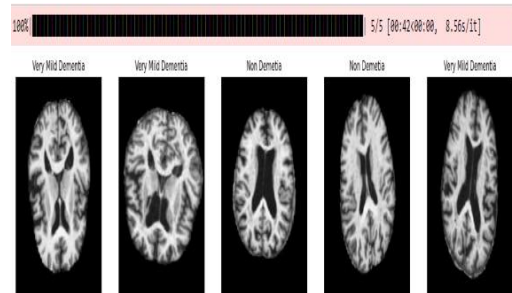 100% 5/5 [00:42<00:00, 8.56s/it]
Very Mild Dementia Very Mild Dementia Non Demetia Non Demetia Very Mild Dementia